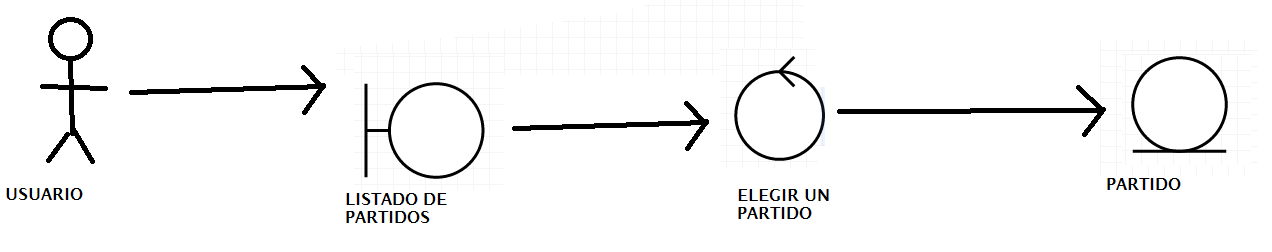 USUARIO
LISTADO DE
PARTIDOS
ELEGIR UN
PARTIDO
PARTIDO